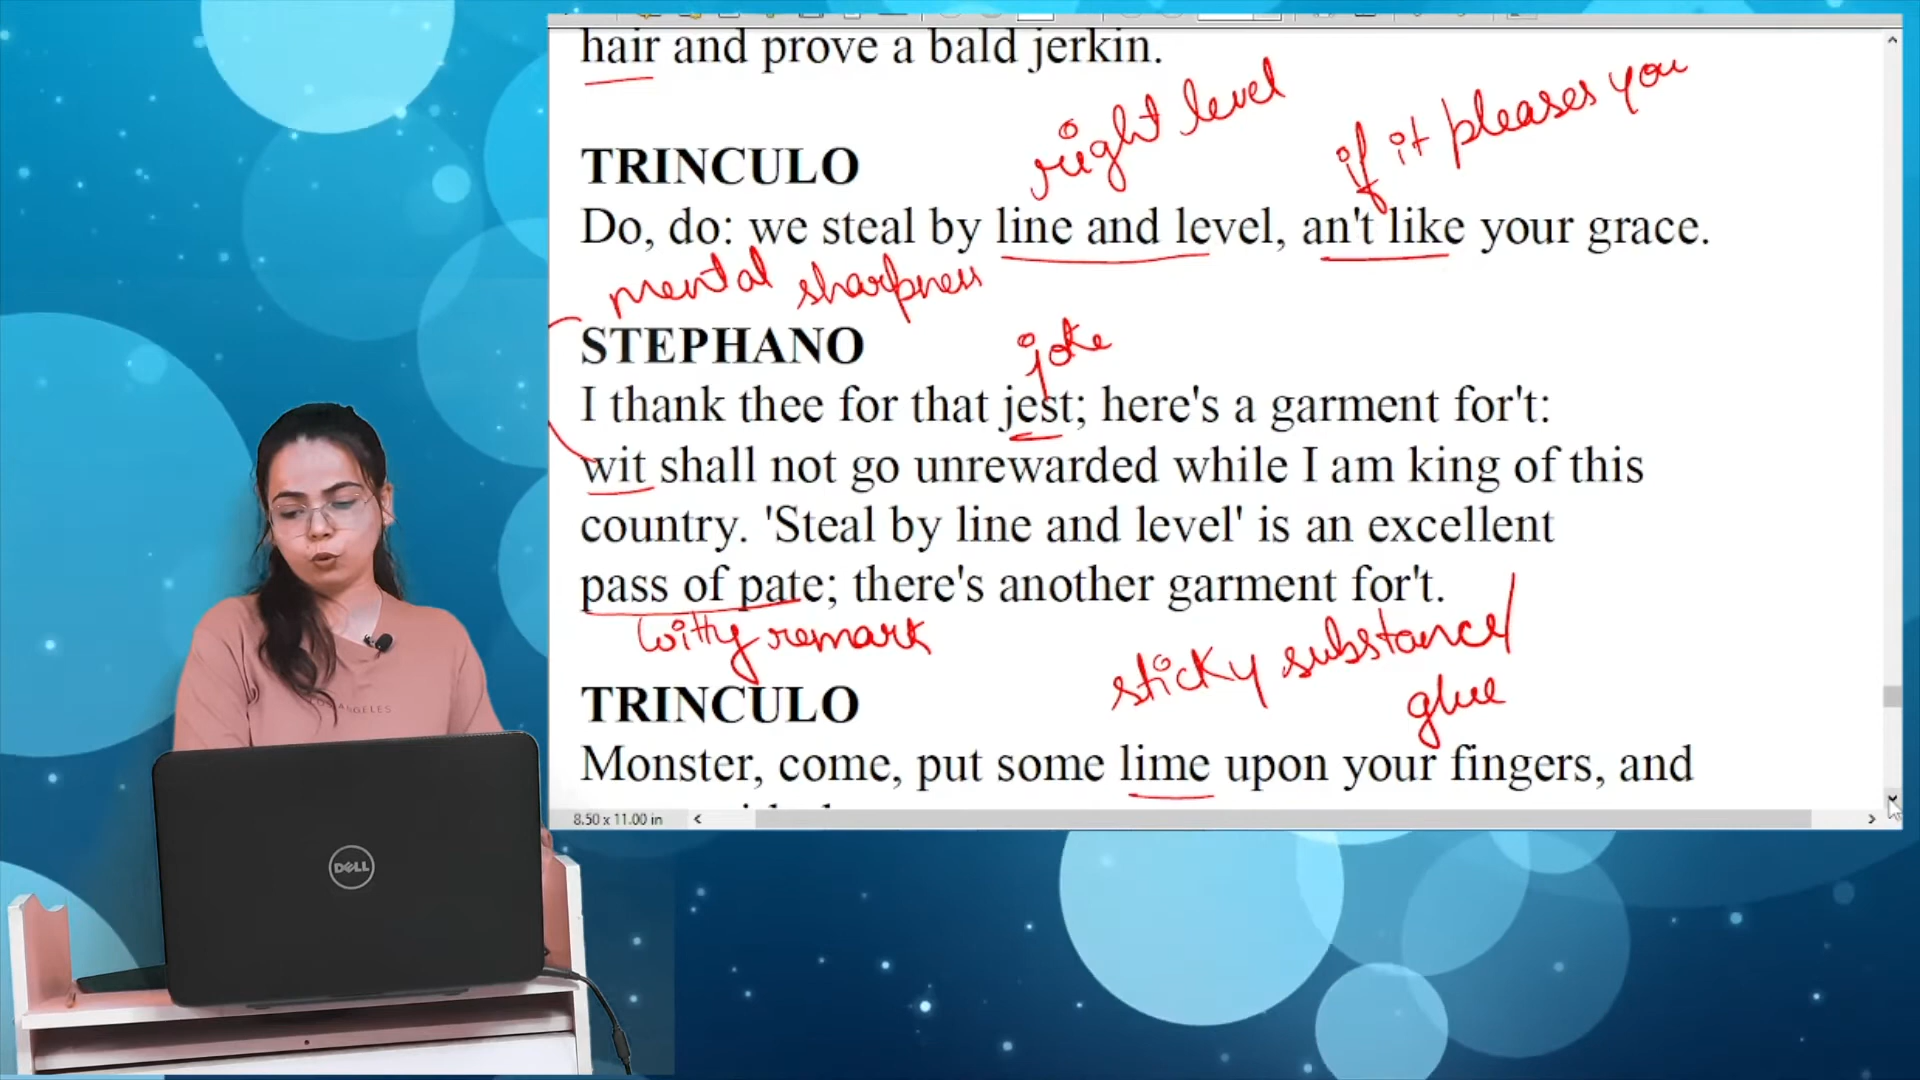 hair and prove a bald jerkin.
right level
if it pleases you
TRINCULO
Do, do: we steal by line and level, an't like your grace.
mental sharpness
STEPHANO
joke
I thank thee for that jest; here's a garment for't:
wit shall not go unrewarded while I am king of this
country. 'Steal by line and level' is an excellent
pass of pate; there's another garment for't.
witty remark
sticky substance/
glue
TRINCULO
Monster, come, put some lime upon your fingers, and
8.50 x 11.00 in
LOS ANGELES
DELL